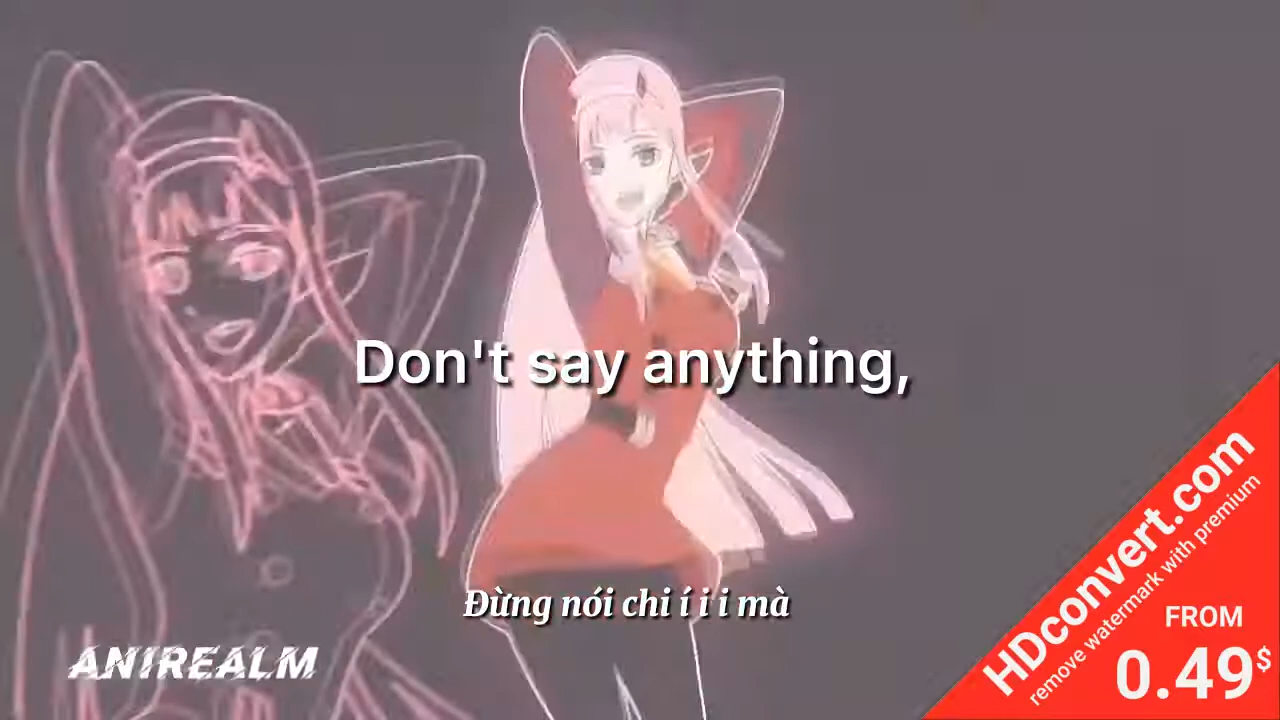 Don't say anything,
Đừng nói chi í i i mà
ANIREALM
HDconvert.com
remove watermark with premium
FROM
0.49$